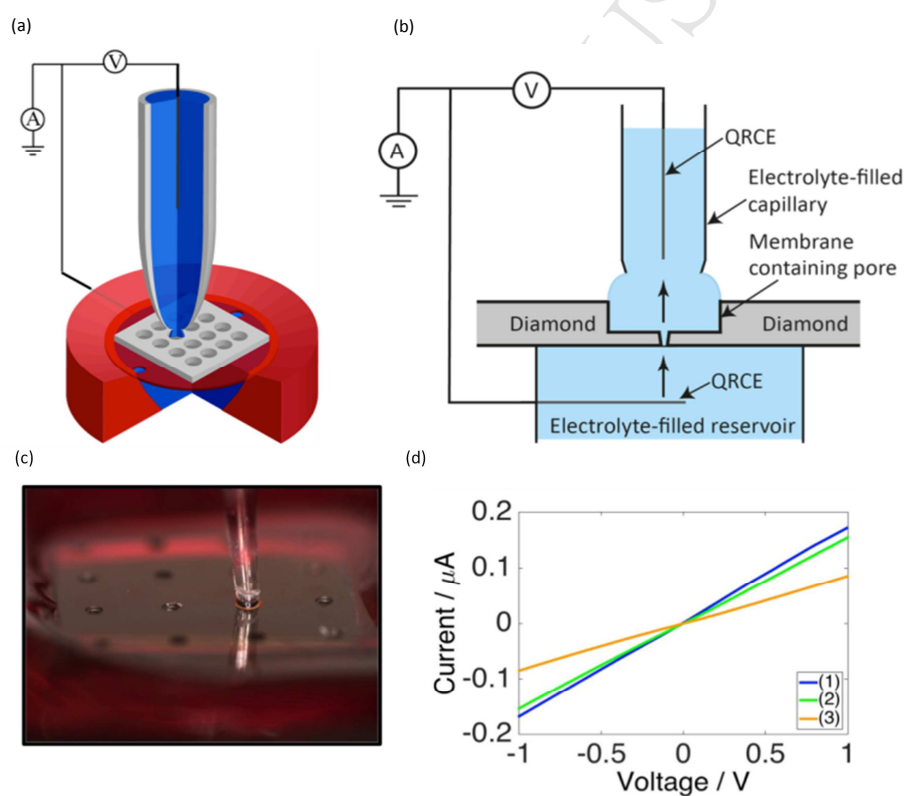 (a)
V
A
(b)
V
A
QRCE
Electrolyte-filled
capillary
Membrane
containing pore
Diamond
Diamond
QRCE
Electrolyte-filled reservoir
(c)
(d)
Current / μA
0.2
0.1
0
-0.1
-0.2
(1)
(2)
(3)
-1
-0.5
0
0.5
1
Voltage / V